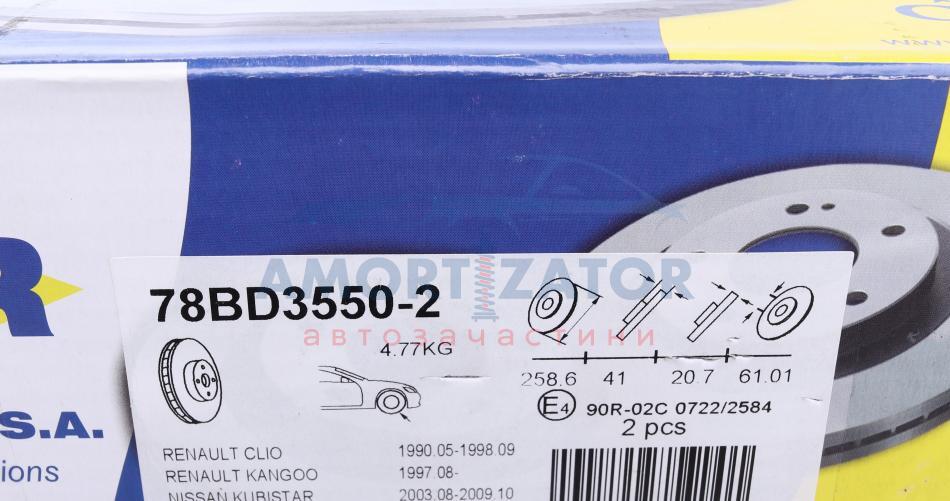 R
S.A.
ions
78BD3550-2
AMORTIZATOR
автозачастини
4.77KG
258.6 41 20.7 61.01
E4 90R-02C 0722/2584
2 pcs
RENAULT CLIO 1990.05-1998.09
RENAULT KANGOO 1997.08-
NISSAN KUBISTAR 2003.08-2009.10